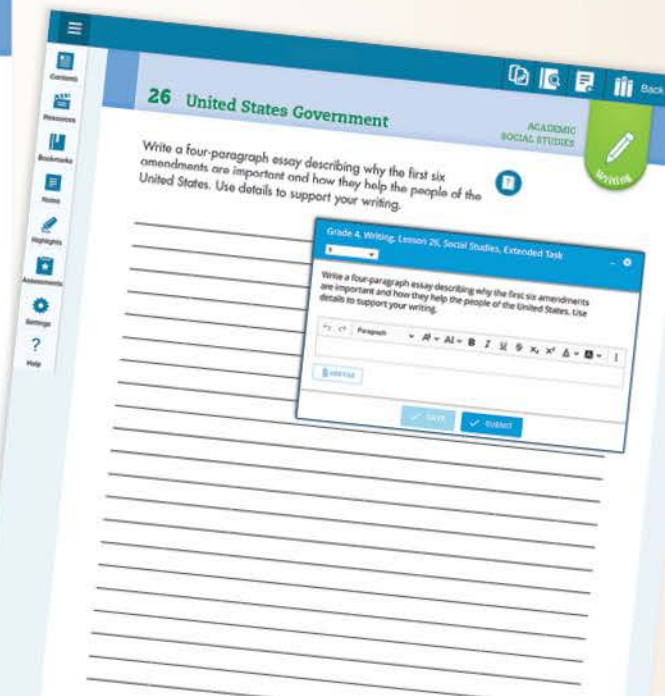 Back
Contents
Resources
Bookmarks
Notes
Highlights
Assessments
Settings
?
Help
26 United States Government
ACADEMIC
SOCIAL STUDIES
Writing
Write a four-paragraph essay describing why the first six
amendments are important and how they help the people of the
United States. Use details to support your writing.
Grade 4, Writing, Lesson 26, Social Studies, Extended Task
Write a four-paragraph essay describing why the first six amendments
are important and how they help the people of the United States. Use
details to support your writing.
Paragraph
B I U S X₂ X² A A
ADD FILE
SAVE
SUBMIT